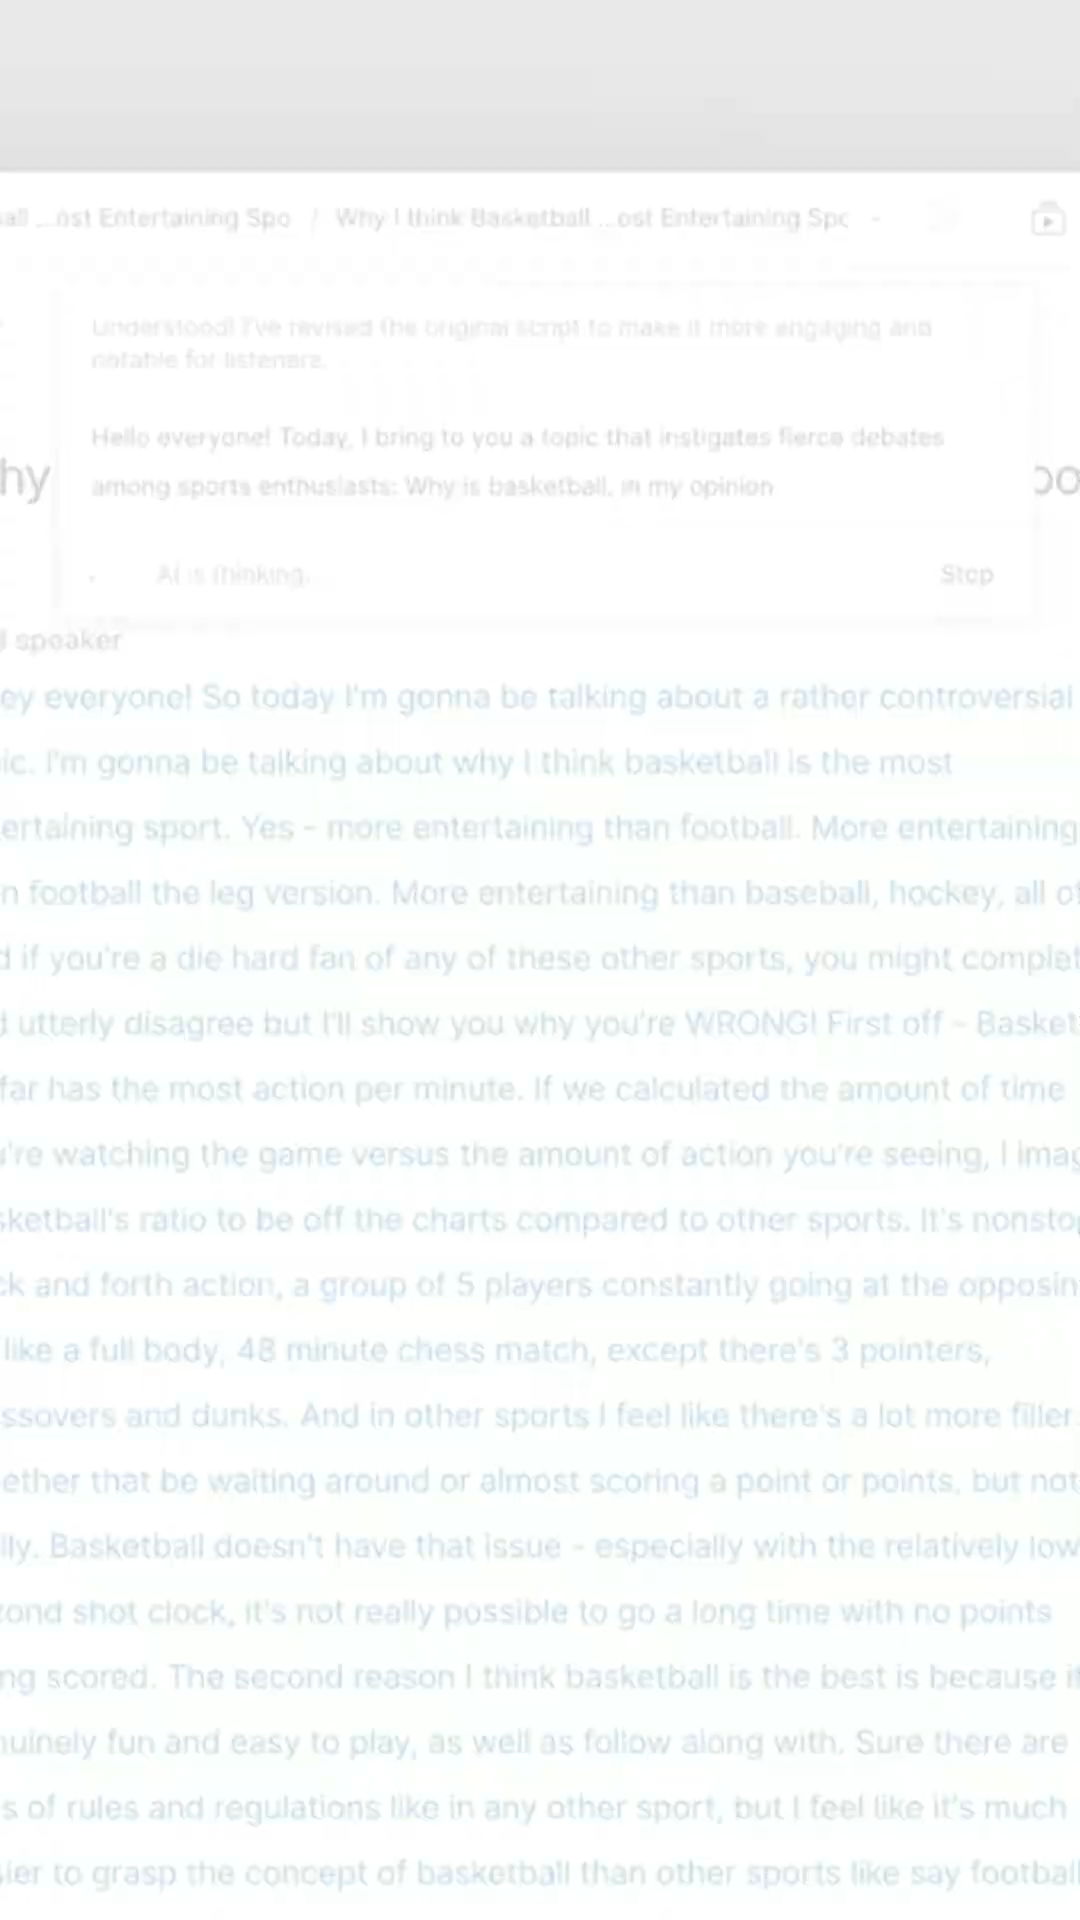 all ...ost Entertaining Spo / Why I think Basketball ...ost Entertaining Spc
Understood! I've revised the original script to make it more engaging and
notable for listeners.
Hello everyone! Today, I bring to you a topic that instigates fierce debates
among sports enthusiasts: Why is basketball, in my opinion
hy
oo
AI is thinking.
Stop
speaker
ey everyone! So today I'm gonna be talking about a rather controversial
ic. I'm gonna be talking about why I think basketball is the most
ertaining sport. Yes - more entertaining than football. More entertaining
n football the leg version. More entertaining than baseball, hockey, all of
d if you're a die hard fan of any of these other sports, you might complet
d utterly disagree but I'll show you why you're WRONG! First off - Basket
far has the most action per minute. If we calculated the amount of time
u're watching the game versus the amount of action you're seeing, I imag
sketball's ratio to be off the charts compared to other sports. It's nonstop
ck and forth action, a group of 5 players constantly going at the opposin
like a full body, 48 minute chess match, except there's 3 pointers,
ssovers and dunks. And in other sports I feel like there's a lot more filler
ether that be waiting around or almost scoring a point or points, but not
lly. Basketball doesn't have that issue - especially with the relatively low
cond shot clock, it's not really possible to go a long time with no points
ng scored. The second reason I think basketball is the best is because it
nuinely fun and easy to play, as well as follow along with. Sure there are
s of rules and regulations like in any other sport, but I feel like it's much
sier to grasp the concept of basketball than other sports like say football